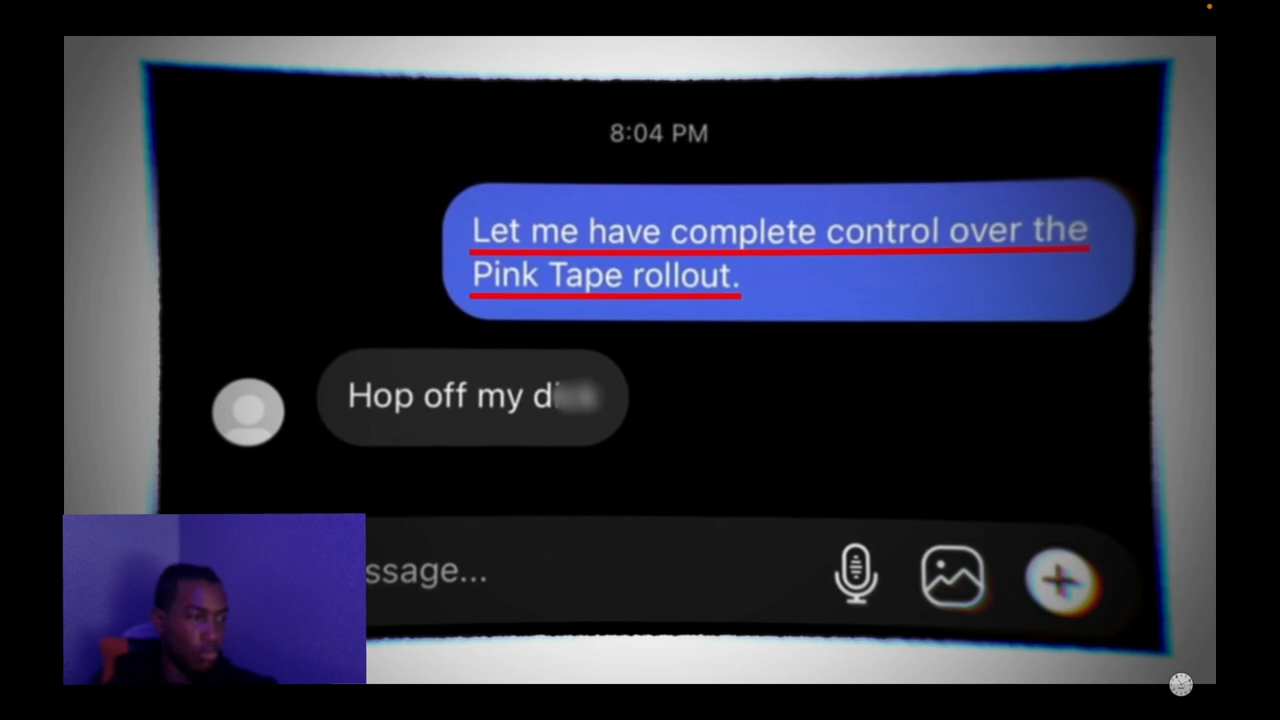 8:04 PM
Let me have complete control over the
Pink Tape rollout.
Hop off my
ssage...